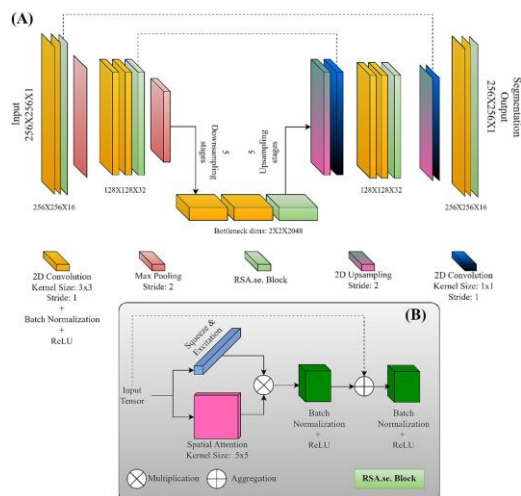 (A)
Input
256X256X1
256X256X16
128X128X32
Downsampling
5
stages
5
Upsampling
stages
Bottleneck dims: 2X2X2048
128X128X32
256X256X16
Segmentation
Output
256X256X1
2D Convolution
Kernel Size: 3x3
Stride: 1
+
Batch Normalization
+
ReLU
Max Pooling
Stride: 2
RSA.se. Block
2D Upsampling
Stride: 2
2D Convolution
Kernel Size: 1x1
Stride: 1
(B)
Squeeze &
Excitation
Input
Tensor
Spatial Attention
Kernel Size: 5x5
Batch
Normalization
+
ReLU
Batch
Normalization
+
ReLU
Multiplication
Aggregation
RSA.se. Block